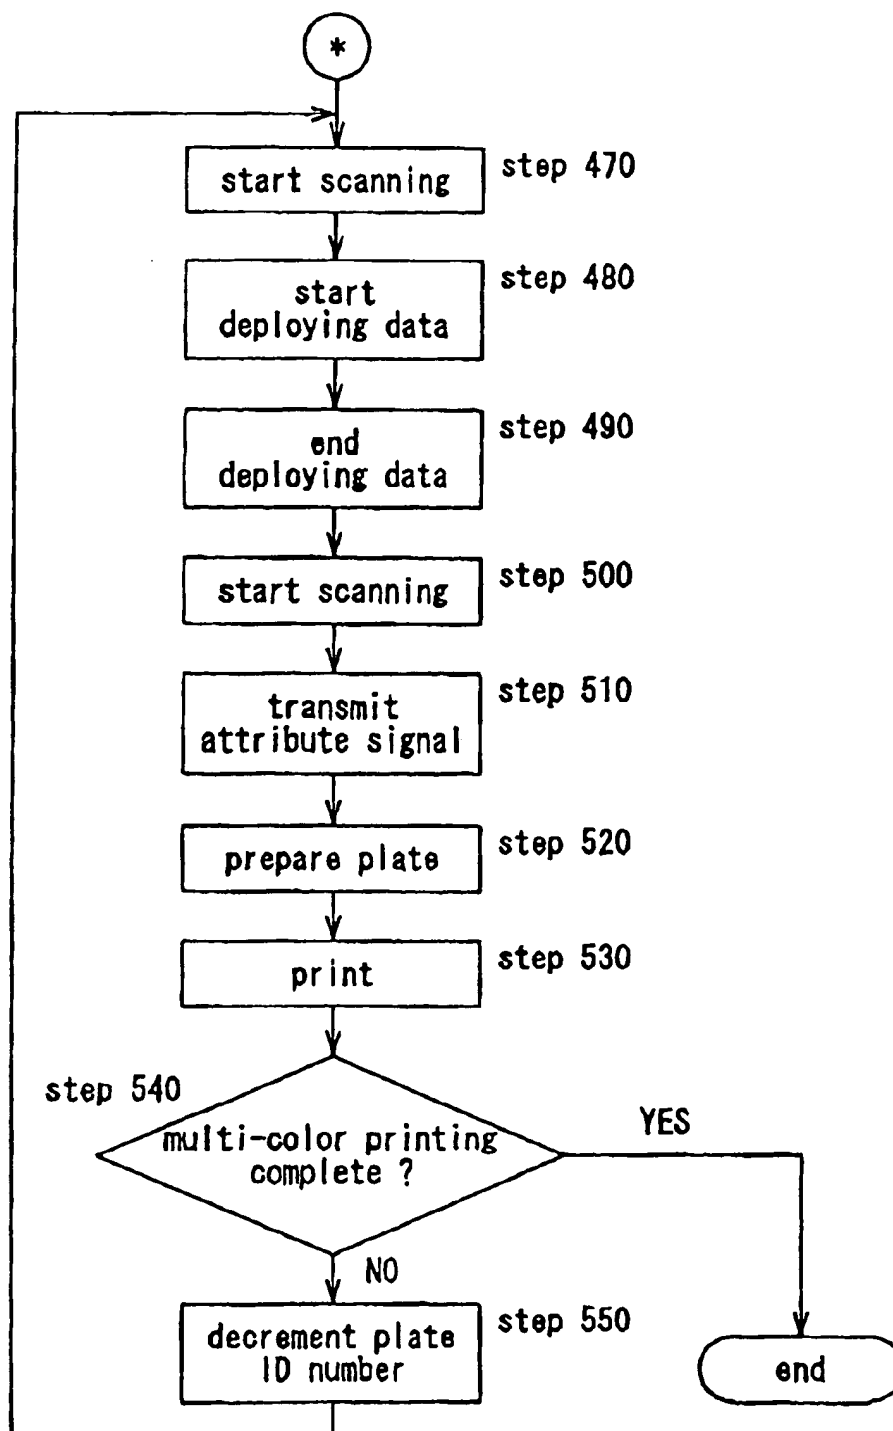 *
start scanning
step 470
start
deploying data
step 480
end
deploying data
step 490
start scanning
step 500
transmit
attribute signal
step 510
prepare plate
step 520
print
step 530
step 540
multi-color printing
complete ?
YES
NO
decrement plate
ID number
step 550
end